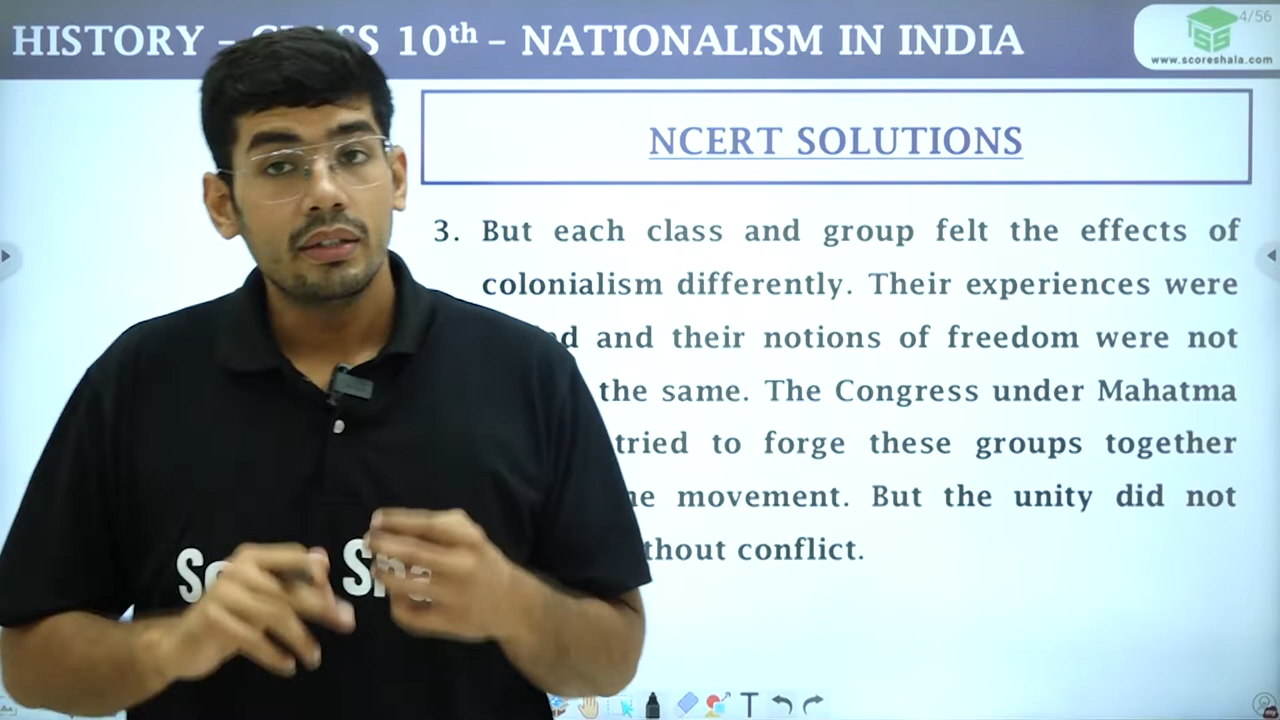 HISTORY – CLASS 10th – NATIONALISM IN INDIA
4/56
www.scoreshala.com
NCERT SOLUTIONS
3. But each class and group felt the effects of
colonialism differently. Their experiences were
and their notions of freedom were not
the same. The Congress under Mahatma
tried to forge these groups together
movement. But the unity did not
conflict.
T